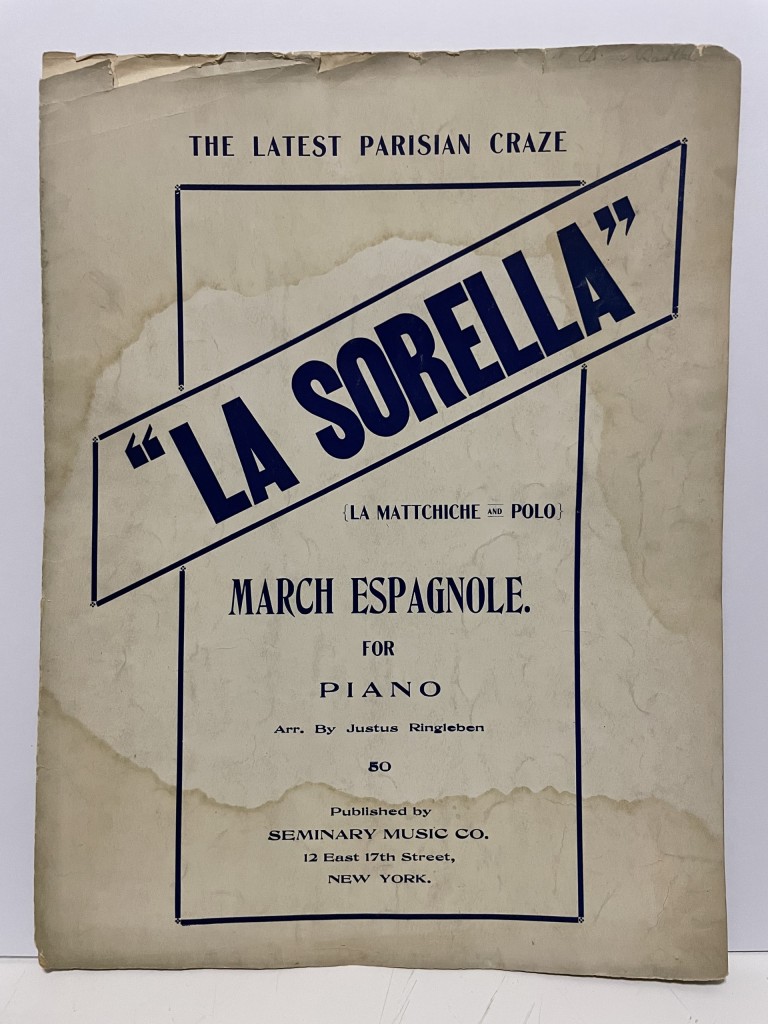 THE LATEST PARISIAN CRAZE
"LA SORELLA"
{LA MATTCHICHE AND POLO}
MARCH ESPAGNOLE.
FOR
PIANO
Arr. By Justus Ringleben
50
Published by
SEMINARY MUSIC CO.
12 East 17th Street,
NEW YORK.